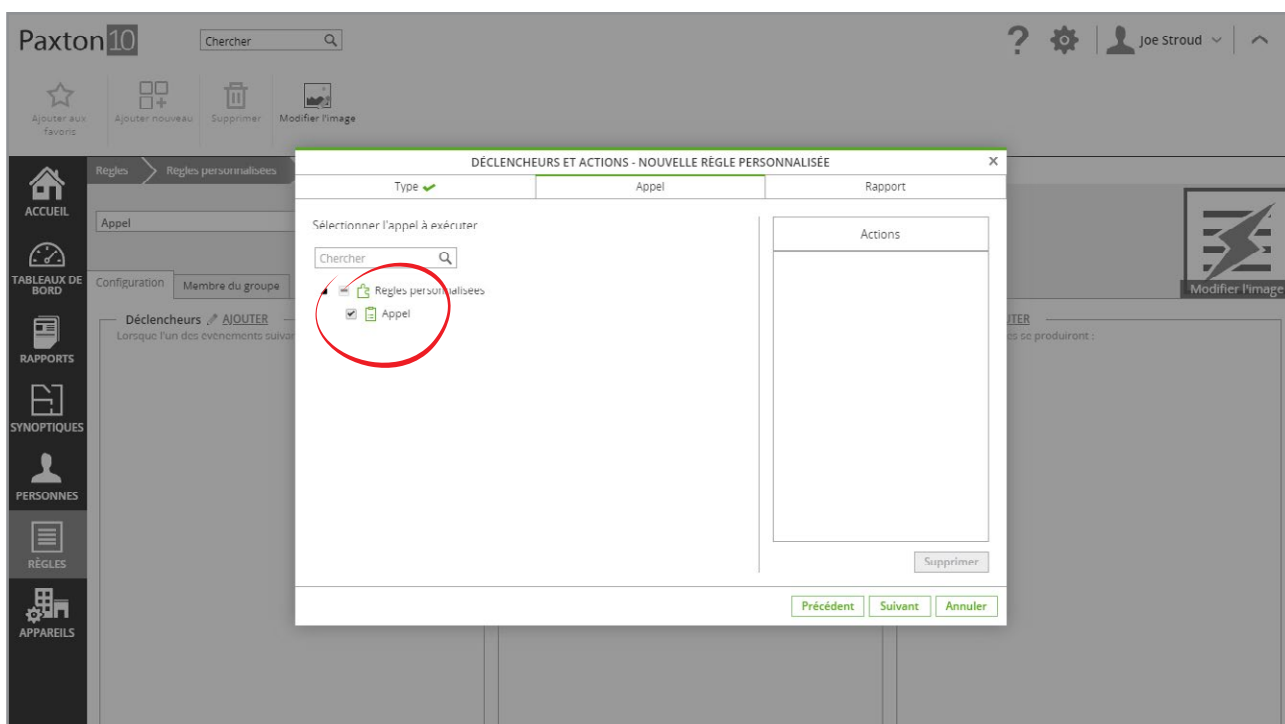 Paxton10
Chercher
Joe Stroud
Ajouter aux favoris
Ajouter nouveau
Supprimer
Modifier l'image
ACCUEIL
TABLEAUX DE BORD
RAPPORTS
SYNOPTIQUES
PERSONNES
RÈGLES
APPAREILS
Règles
Règles personnalisées
Appel
Configuration
Membre du groupe
Déclencheurs AJOUTER
Lorsque l'un des événements suivan
DÉCLENCHEURS ET ACTIONS - NOUVELLE RÈGLE PERSONNALISÉE
Type
Appel
Rapport
Sélectionner l'appel à exécuter
Chercher
Règles personnalisées
Appel
Actions
Supprimer
Précédent
Suivant
Annuler
Modifier l'image
JTER
es se produiront :